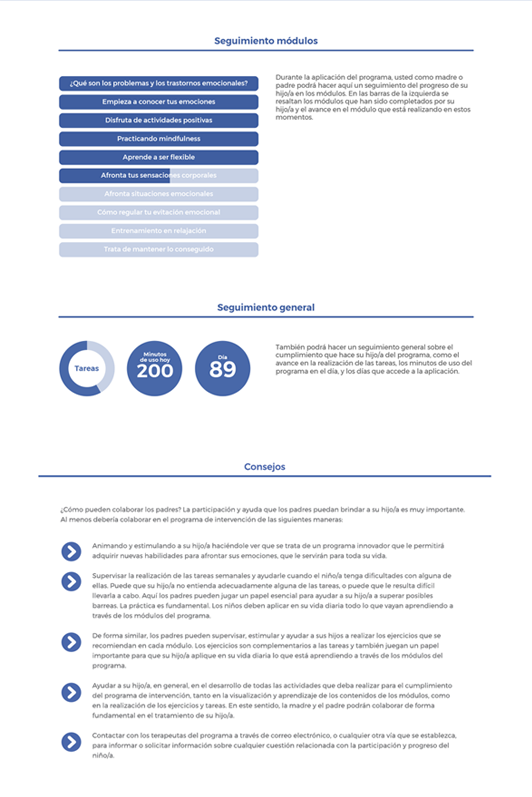 Seguimiento módulos
¿Qué son los problemas y los trastornos emocionales?
Empieza a conocer tus emociones
Disfruta de actividades positivas
Practicando mindfulness
Aprende a ser flexible
Afronta tus sensaciones corporales
Afronta situaciones emocionales
Cómo regular tu evitación emocional
Entrenamiento en relajación
Trata de mantener lo conseguido
Durante la aplicación del programa, usted como madre o
padre podrá hacer aquí un seguimiento del progreso de su
hijo/a en los módulos. En las barras de la izquierda se
resaltan los módulos que han sido completados por su
hijo/a y el avance en el módulo que está realizando en estos
momentos.
Seguimiento general
Tareas
Minutos
de uso hoy
200
Día
89
También podrá hacer un seguimiento general sobre el
cumplimiento que hace su hijo/a del programa, como el
avance en la realización de las tareas, los minutos de uso del
programa en el día, y los días que accede a la aplicación.
Consejos
¿Cómo pueden colaborar los padres? La participación y ayuda que los padres puedan brindar a su hijo/a es muy importante.
Al menos debería colaborar en el programa de intervención de las siguientes maneras:
Animando y estimulando a su hijo/a haciéndole ver que se trata de un programa innovador que le permitirá
adquirir nuevas habilidades para afrontar sus emociones, que le servirán para toda su vida.
Supervisar la realización de las tareas semanales y ayudarle cuando el niño/a tenga dificultades con alguna de
ellas. Puede que su hijo/a no entienda adecuadamente alguna de las tareas, o puede que le resulta difícil
llevarla a cabo. Aquí los padres pueden jugar un papel esencial para ayudar a su hijo/a a superar posibles
barreras. La práctica es fundamental. Los niños deben aplicar en su vida diaria todo lo que vayan aprendiendo a
través de los módulos del programa.
De forma similar, los padres pueden supervisar, estimular y ayudar a sus hijos a realizar los ejercicios que se
recomiendan en cada módulo. Los ejercicios son complementarios a las tareas y también juegan un papel
importante para que su hijo/a aplique en su vida diaria lo que está aprendiendo a través de los módulos del
programa.
Ayudar a su hijo/a, en general, en el desarrollo de todas las actividades que deba realizar para el cumplimiento
del programa de intervención, tanto en la visualización y aprendizaje de los contenidos de los módulos, como
en la realización de los ejercicios y tareas. En este sentido, la madre y el padre podrán colaborar de forma
fundamental en el tratamiento de su hijo/a.
Contactar con los terapeutas del programa a través de correo electrónico, o cualquier otra vía que se establezca,
para informar o solicitar información sobre cualquier cuestión relacionada con la participación y progreso del
niño/a.